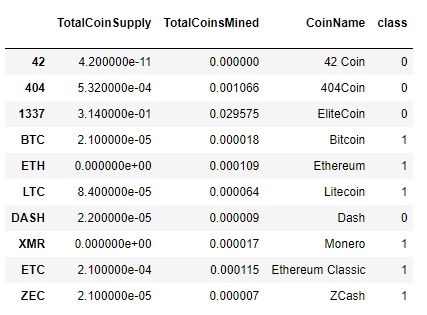 TotalCoinSupply TotalCoinsMined CoinName class
42 4.200000e-11 0.000000 42 Coin 0
404 5.320000e-04 0.001066 404Coin 0
1337 3.140000e-01 0.029575 EliteCoin 0
BTC 2.100000e-05 0.000018 Bitcoin 1
ETH 0.000000e+00 0.000109 Ethereum 1
LTC 8.400000e-05 0.000064 Litecoin 1
DASH 2.200000e-05 0.000009 Dash 0
XMR 0.000000e+00 0.000017 Monero 1
ETC 2.100000e-04 0.000115 Ethereum Classic 1
ZEC 2.100000e-05 0.000007 ZCash 1